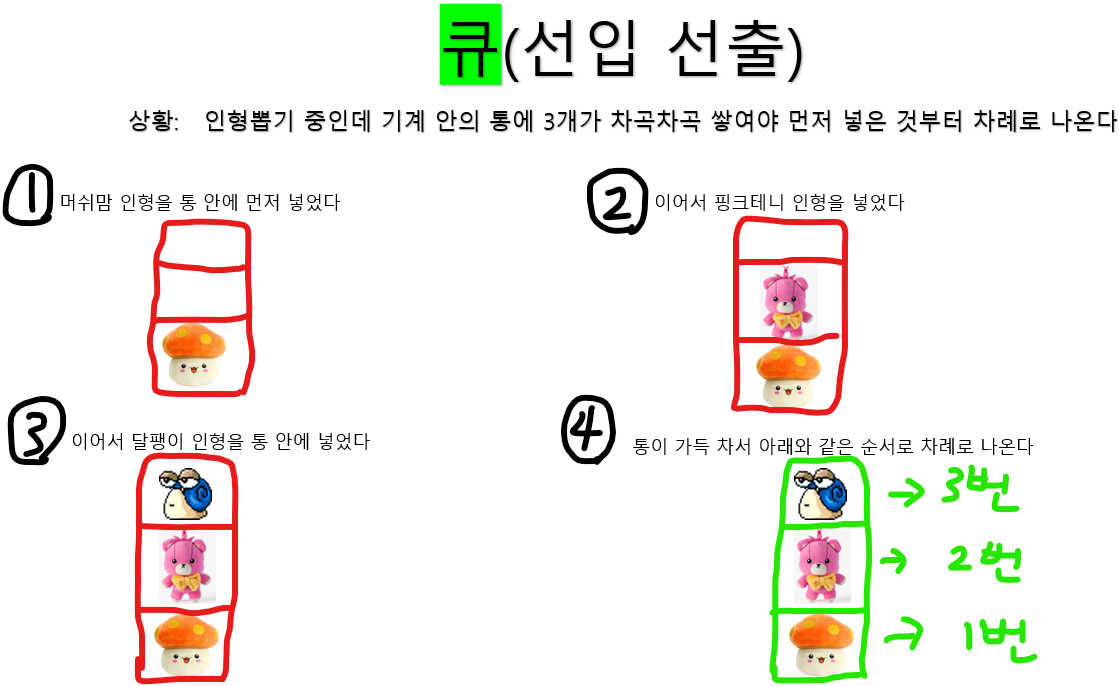 큐(선입 선출)
상황: 인형뽑기 중인데 기계 안의 통에 3개가 차곡차곡 쌓여야 먼저 넣은 것부터 차례로 나온다
1 머쉬맘 인형을 통 안에 먼저 넣었다
2 이어서 핑크테니 인형을 넣었다
3 이어서 달팽이 인형을 통 안에 넣었다
4 통이 가득 차서 아래와 같은 순서로 차례로 나온다
→ 3번
→ 2번
→ 1번